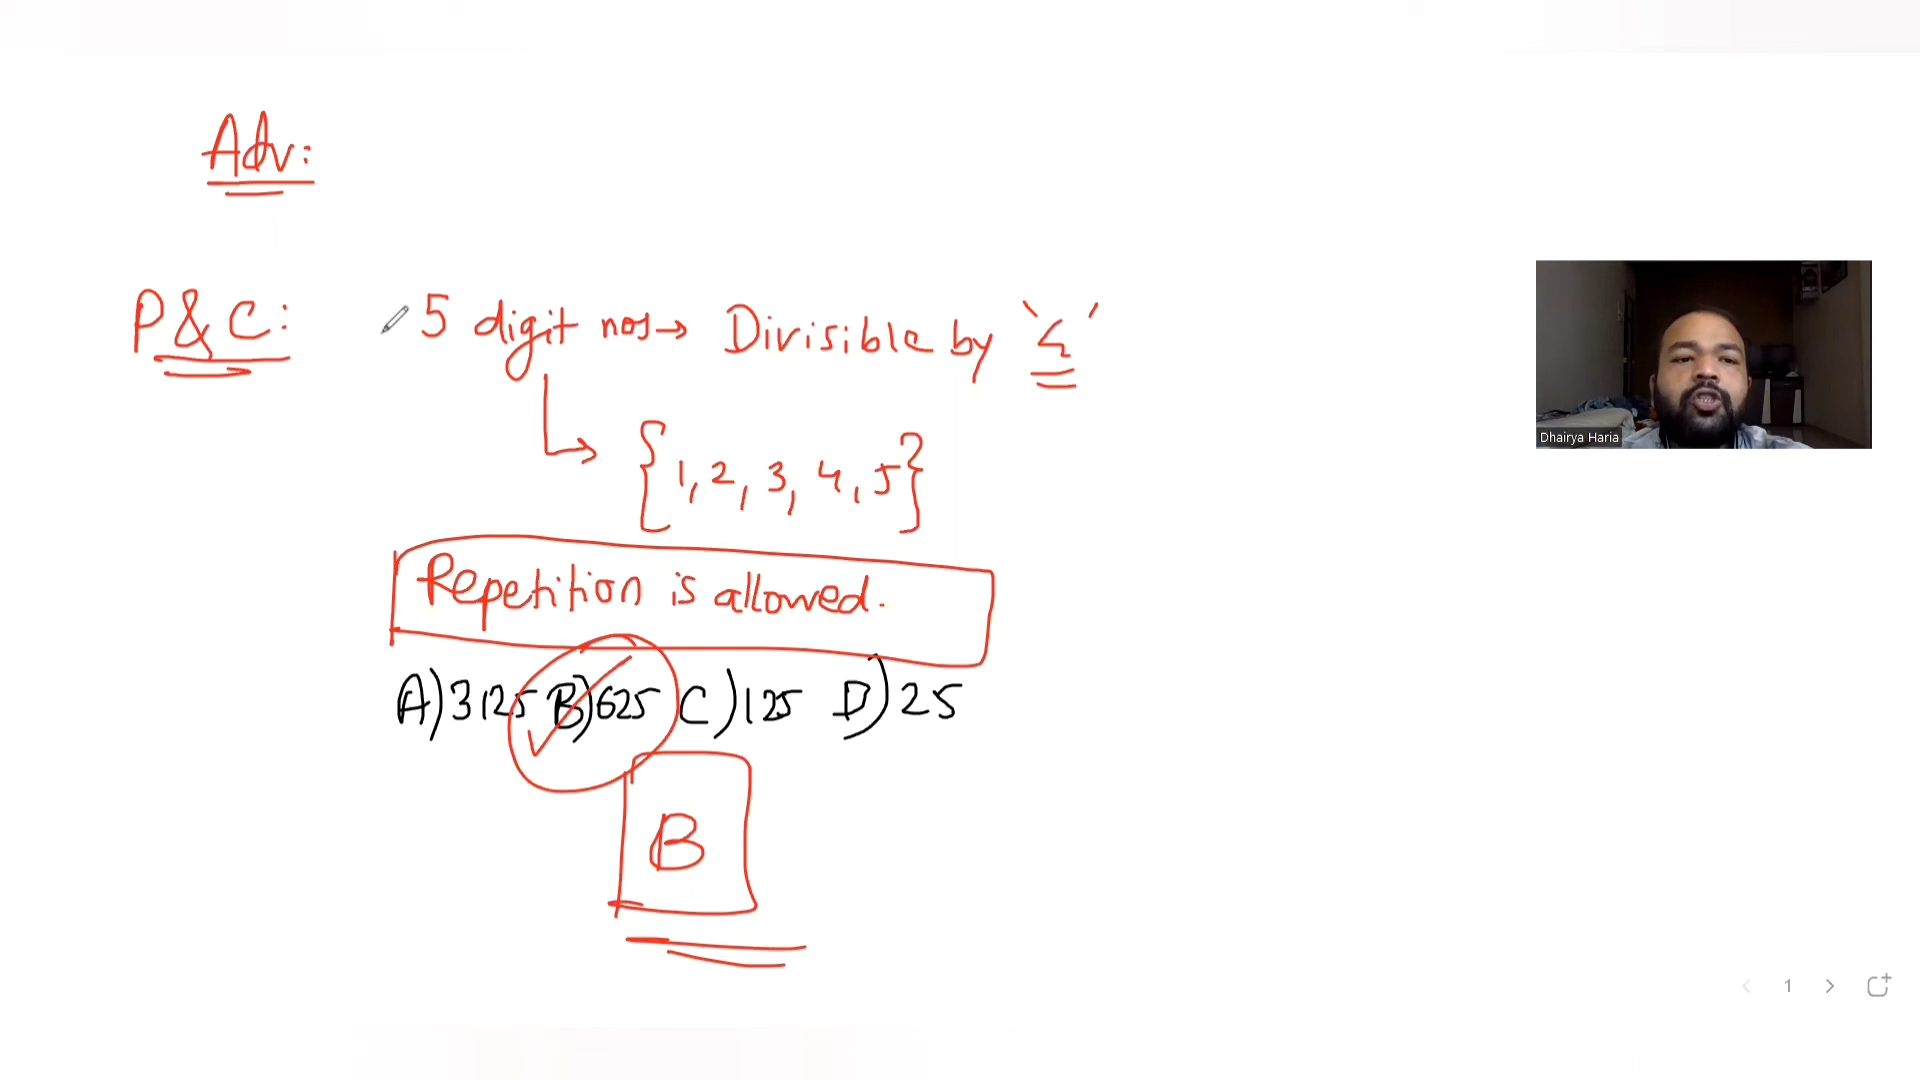 Adv:
P & C: 5 digit nos → Divisible by '4'
{1, 2, 3, 4, 5}
Repetition is allowed.
A) 3125 B) 625 C) 125 D) 25
B
Dhairya Haria
1